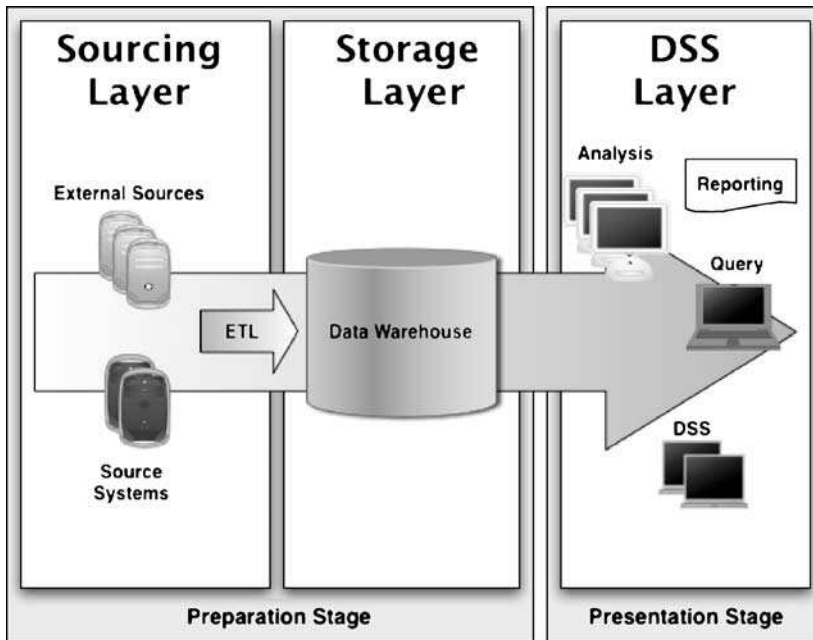 Sourcing
Layer
Storage
Layer
DSS
Layer
External Sources
Source
Systems
ETL
Data Warehouse
Analysis
Reporting
Query
DSS
Preparation Stage
Presentation Stage